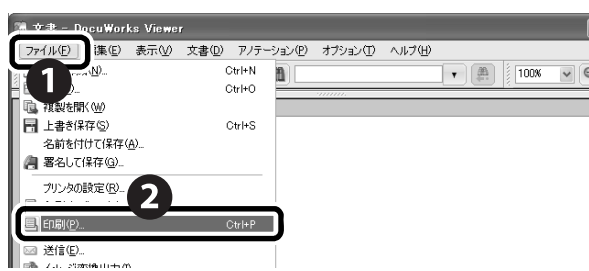 文書 - DocuWorks Viewer
ファイル(F) 編集(E) 表示(V) 文書(D) アノテーション(P) オプション(T) ヘルプ(H)
1
(N)... Ctrl+N
100%
Ctrl+O
複製を開く(W)
上書き保存(S) Ctrl+S
名前を付けて保存(A)...
署名して保存(G)...
プリンタの設定(R)...
2
印刷(P)... Ctrl+P
送信(E)...